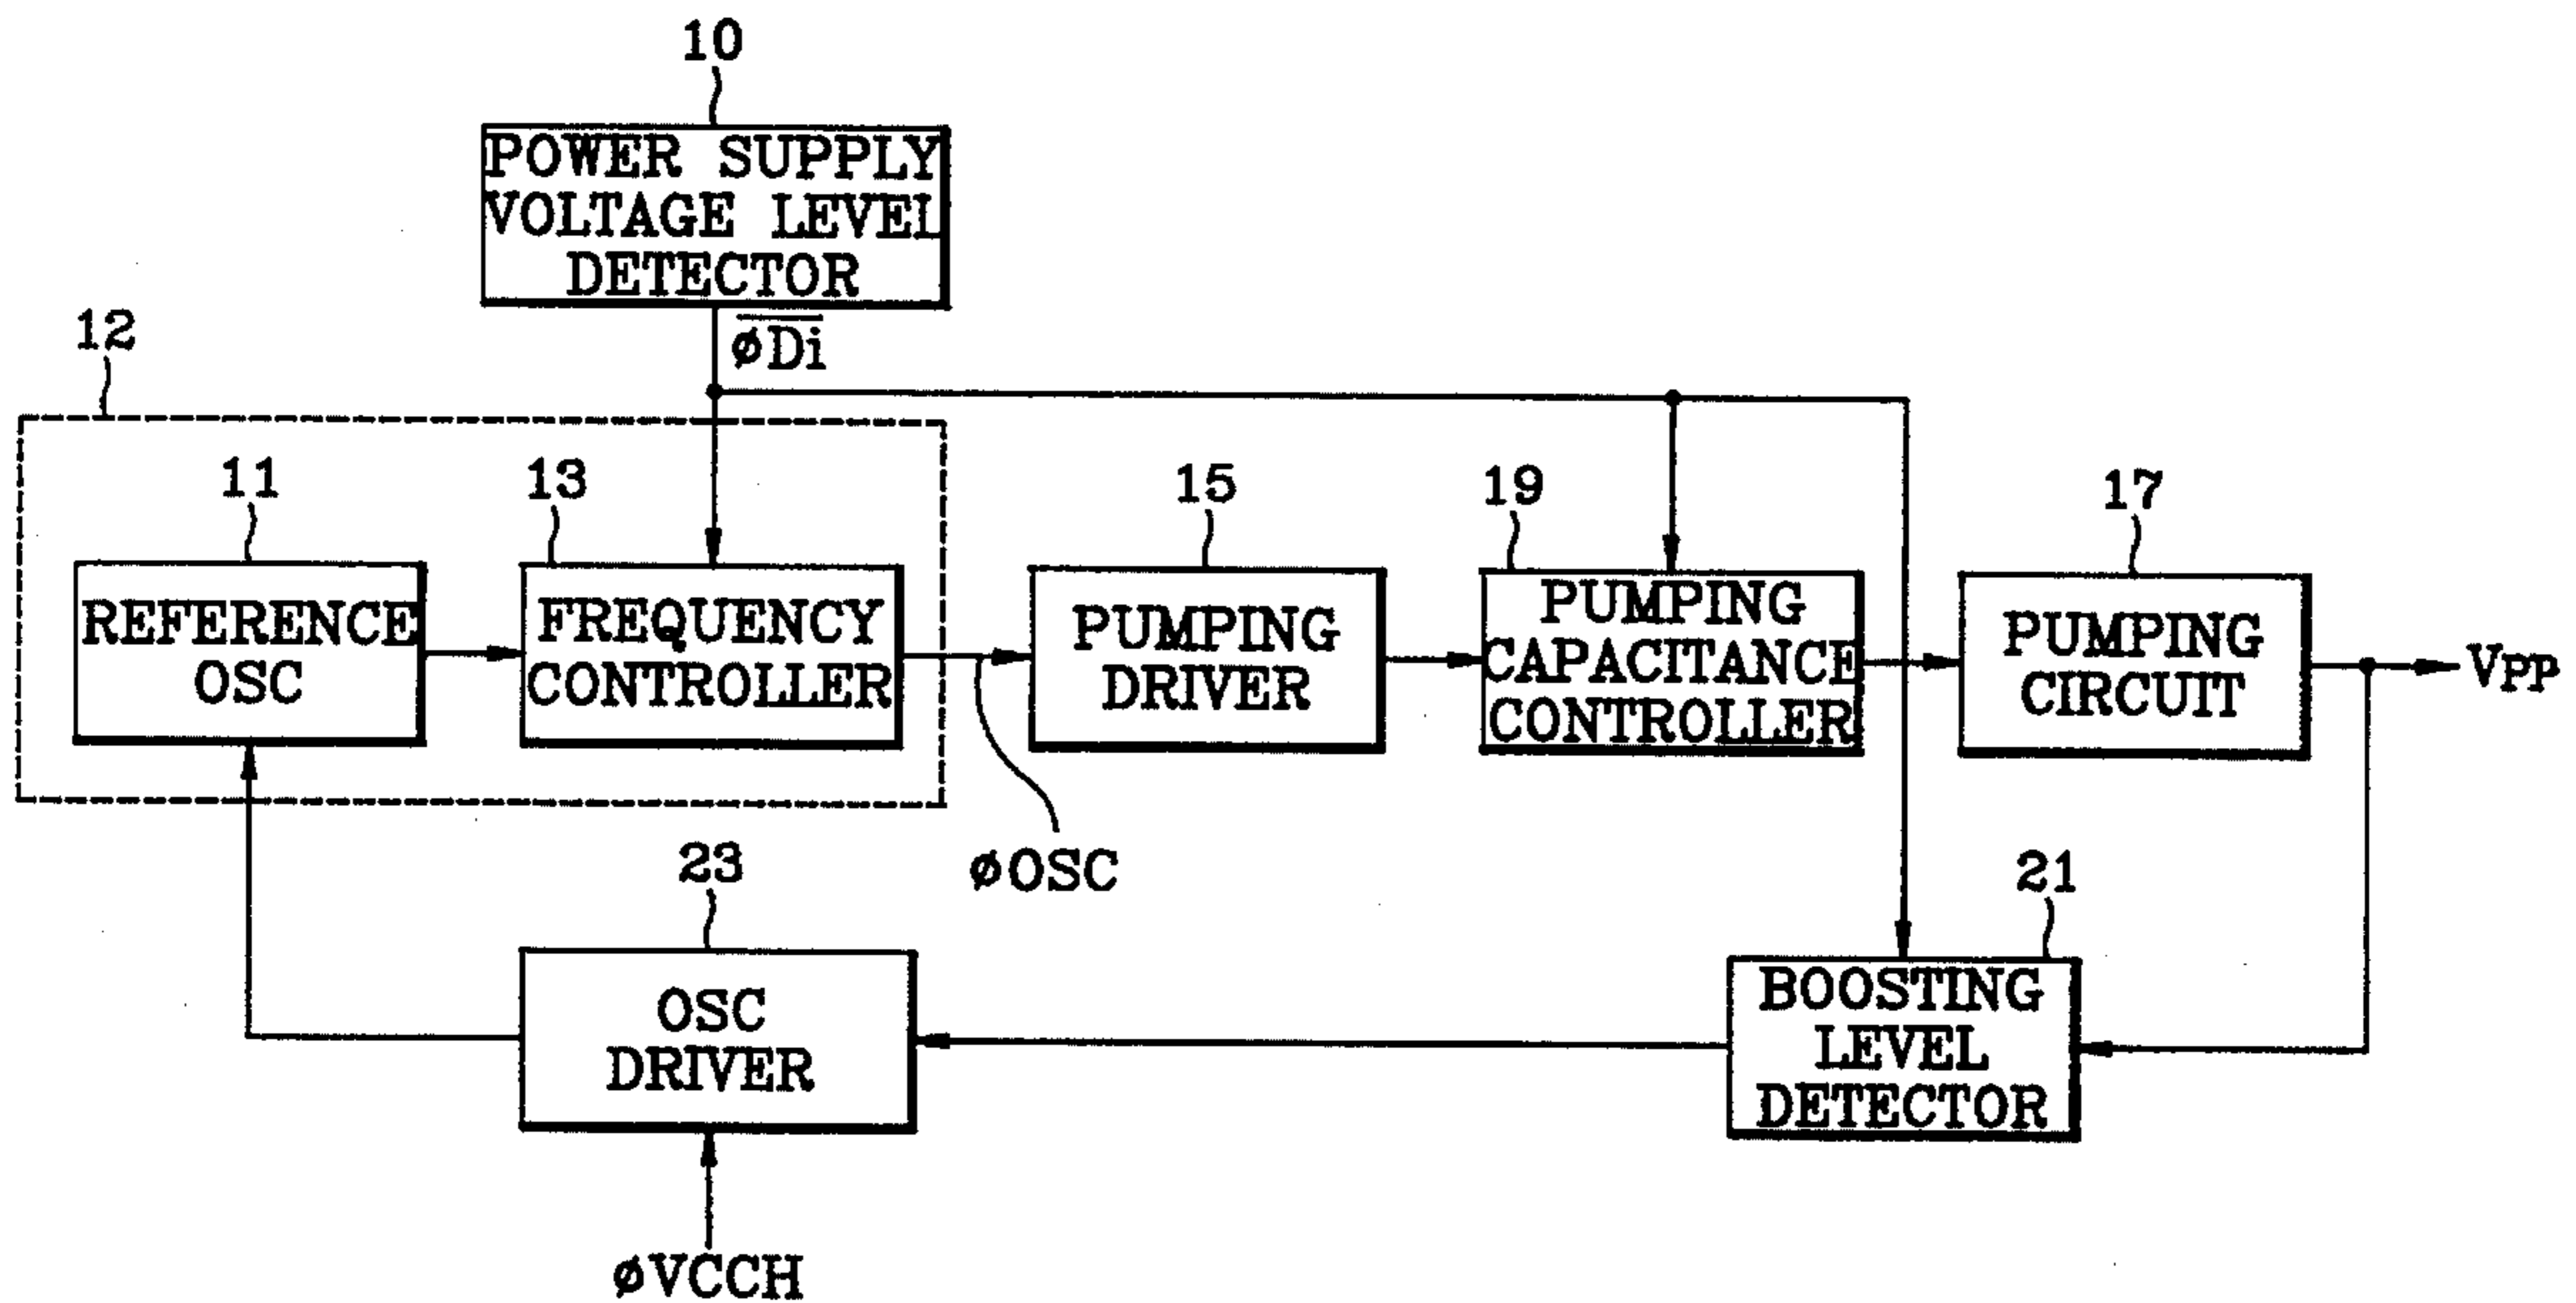 10
POWER SUPPLY
VOLTAGE LEVEL
DETECTOR
12
φD̅i̅
11
13
15
19
17
REFERENCE
OSC
FREQUENCY
CONTROLLER
PUMPING
DRIVER
PUMPING
CAPACITANCE
CONTROLLER
PUMPING
CIRCUIT
VPP
φOSC
23
21
OSC
DRIVER
BOOSTING
LEVEL
DETECTOR
φVCCH